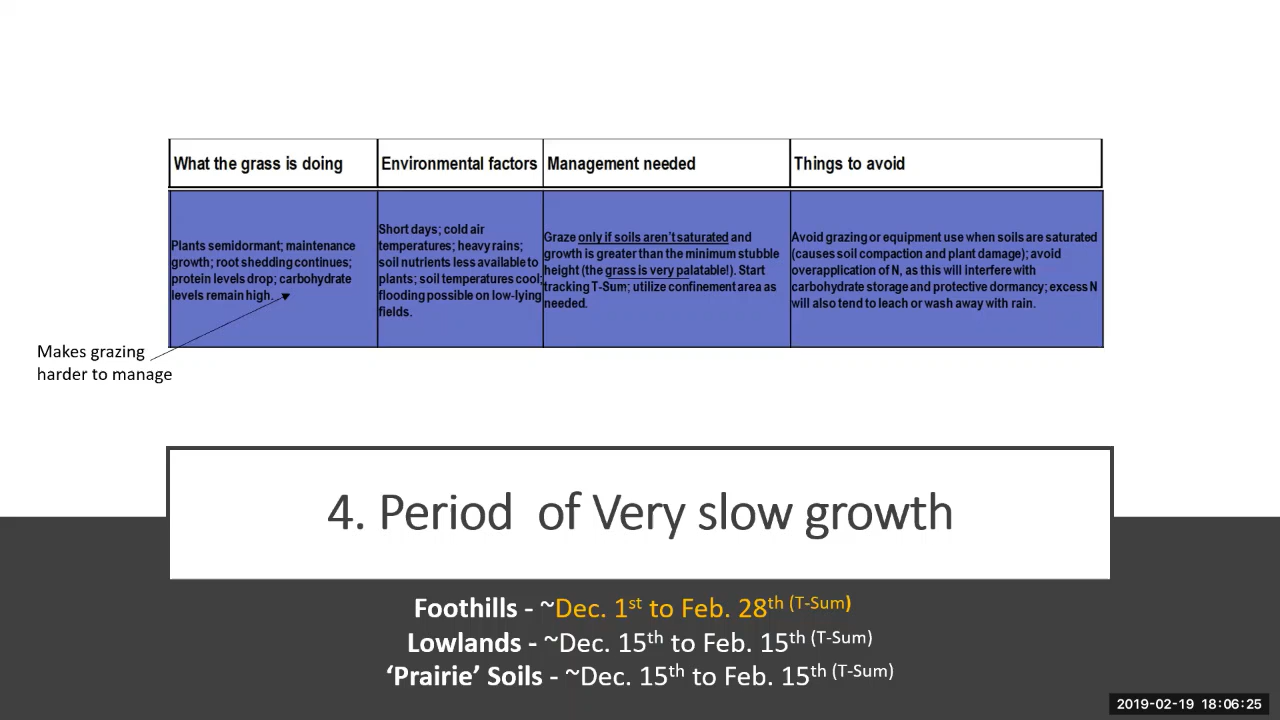 What the grass is doing
Environmental factors
Management needed
Things to avoid
Plants semidormant; maintenance
growth; root shedding continues;
protein levels drop; carbohydrate
levels remain high.
Short days; cold air
temperatures; heavy rains;
soil nutrients less available to
plants; soil temperatures cool;
flooding possible on low-lying
fields.
Graze only if soils aren't saturated and
growth is greater than the minimum stubble
height (the grass is very palatable!). Start
tracking T-Sum; utilize confinement area as
needed.
Avoid grazing or equipment use when soils are saturated
(causes soil compaction and plant damage); avoid
overapplication of N, as this will interfere with
carbohydrate storage and protective dormancy; excess N
will also tend to leach or wash away with rain.
Makes grazing
harder to manage
4. Period of Very slow growth
Foothills - ~Dec. 1st to Feb. 28th (T-Sum)
Lowlands - ~Dec. 15th to Feb. 15th (T-Sum)
‘Prairie’ Soils - ~Dec. 15th to Feb. 15th (T-Sum)
2019-02-19 18:06:25